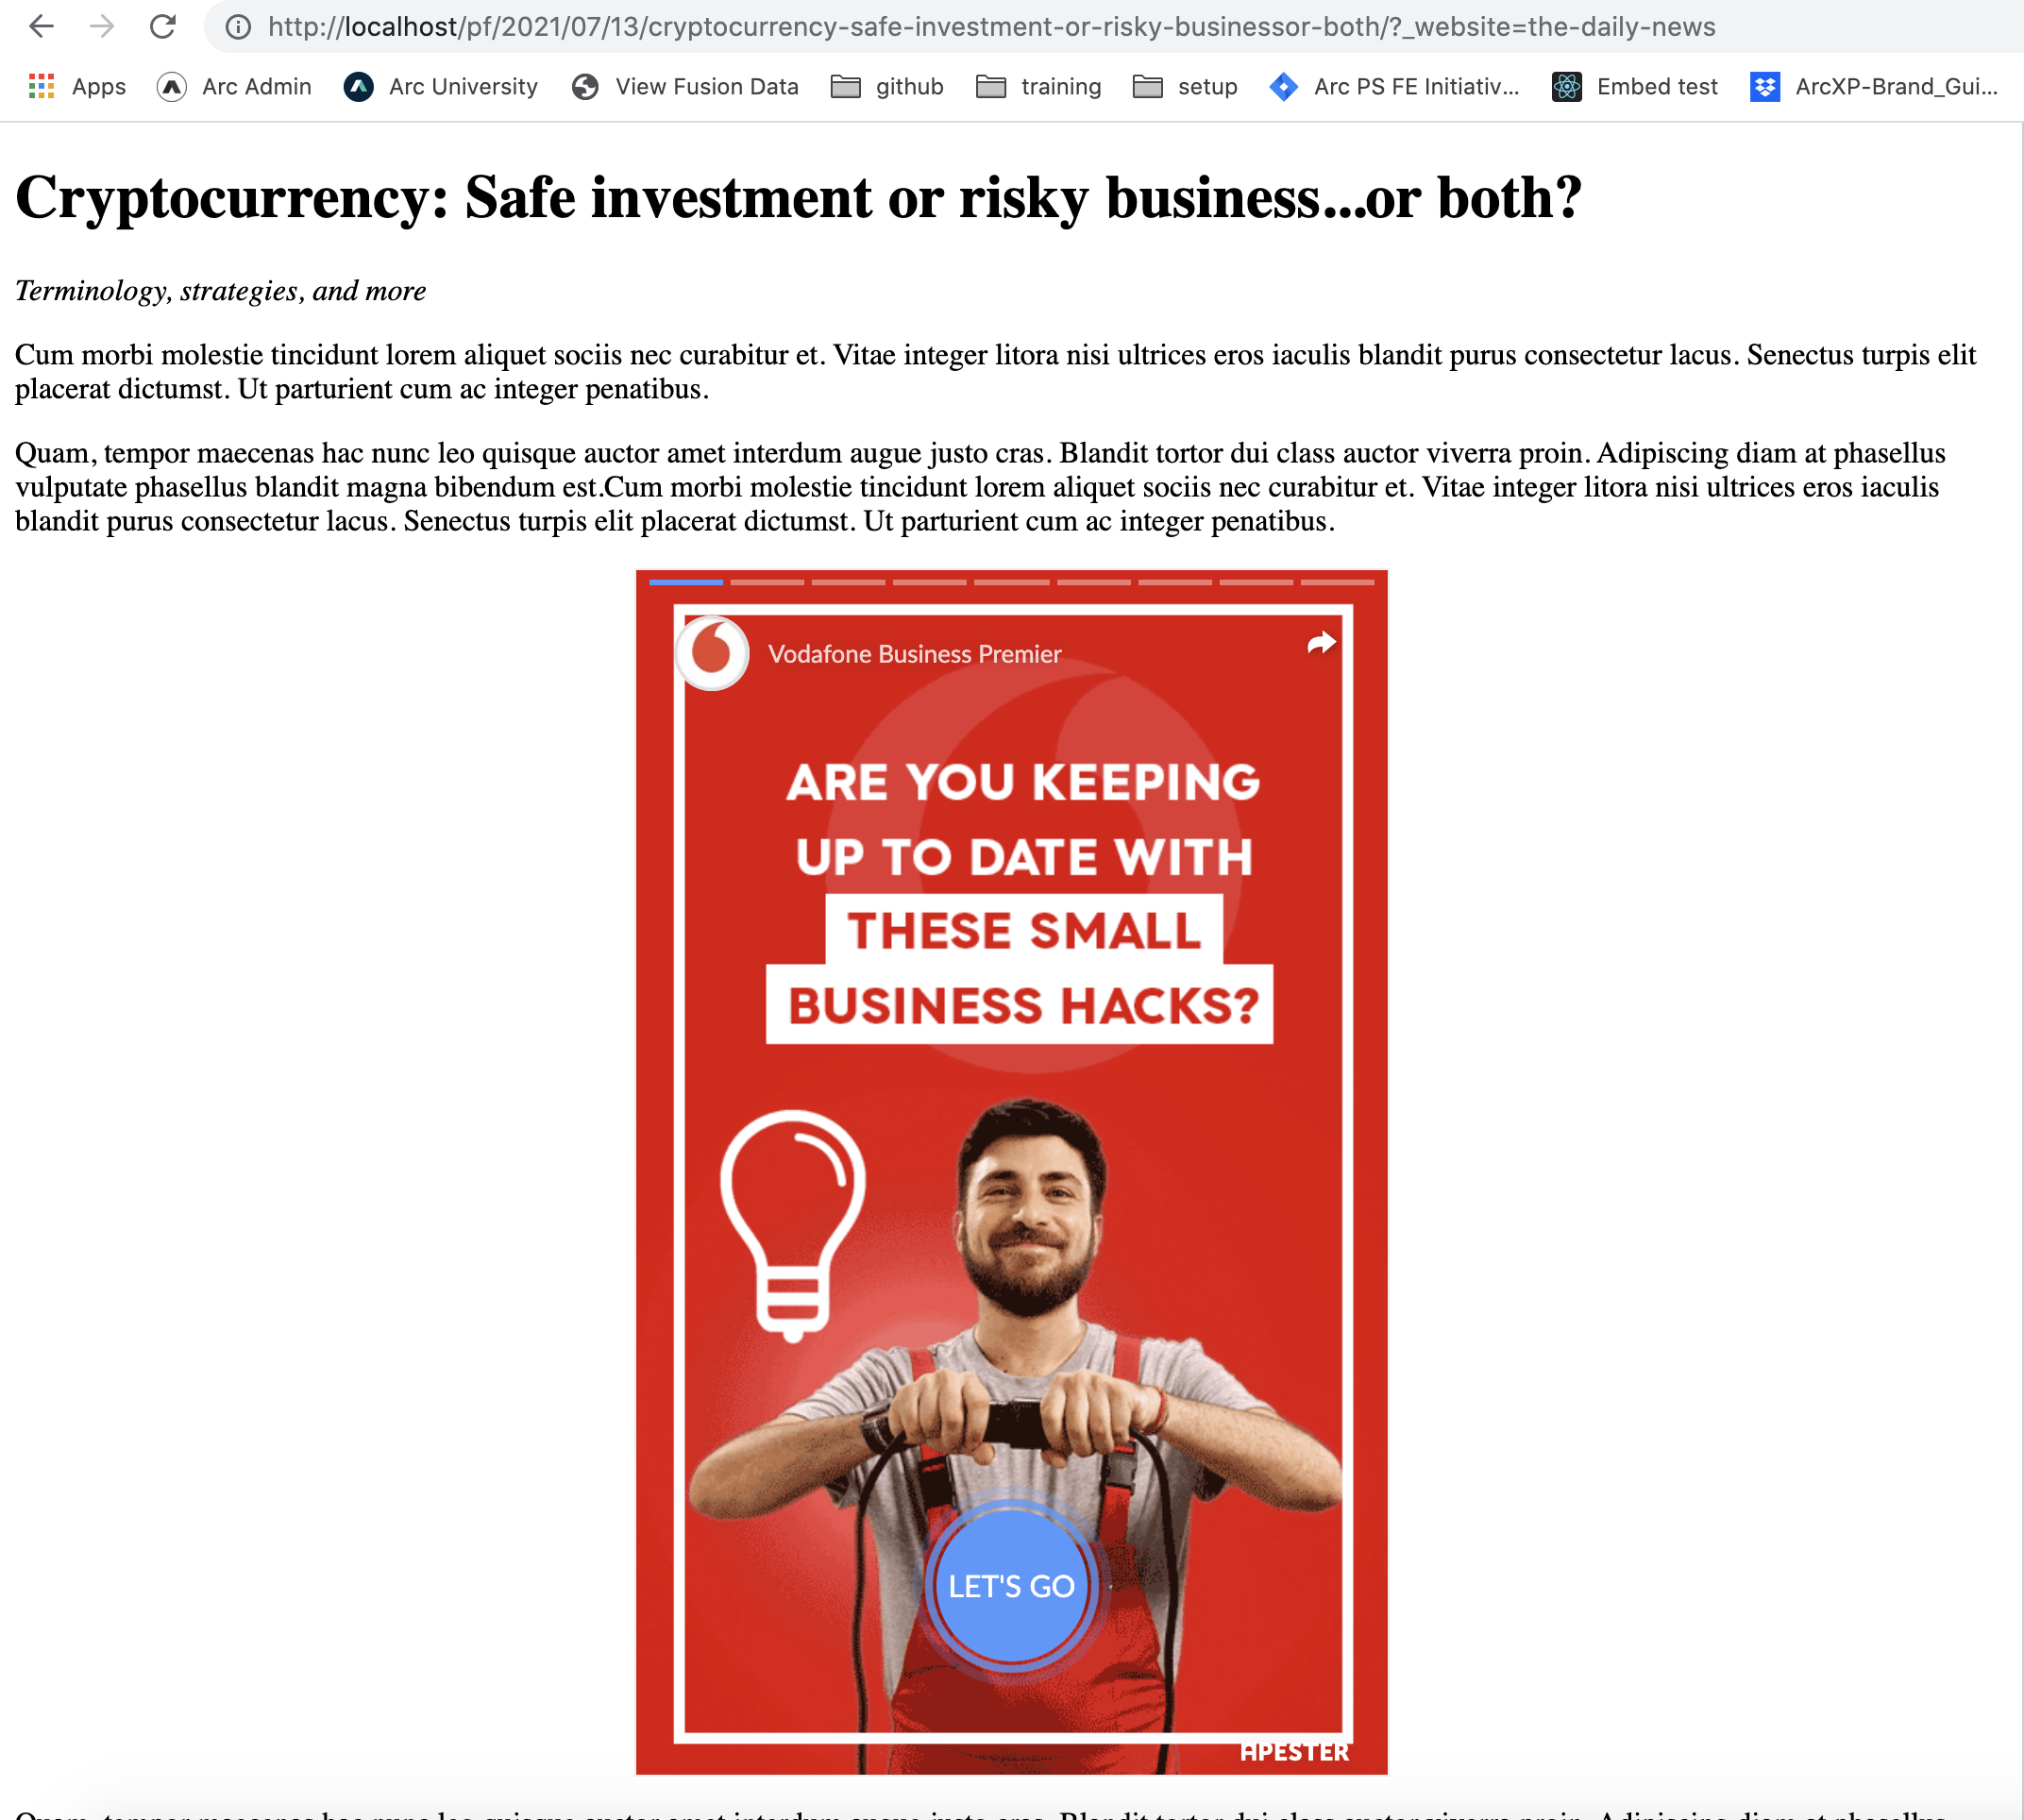 http://localhost/pf/2021/07/13/cryptocurrency-safe-investment-or-risky-businessor-both/?_website=the-daily-news
Apps Arc Admin Arc University View Fusion Data github training setup Arc PS FE Initiativ... Embed test ArcXP-Brand_Gui...
Cryptocurrency: Safe investment or risky business...or both?
Terminology, strategies, and more
Cum morbi molestie tincidunt lorem aliquet sociis nec curabitur et. Vitae integer litora nisi ultrices eros iaculis blandit purus consectetur lacus. Senectus turpis elit
placerat dictumst. Ut parturient cum ac integer penatibus.
Quam, tempor maecenas hac nunc leo quisque auctor amet interdum augue justo cras. Blandit tortor dui class auctor viverra proin. Adipiscing diam at phasellus
vulputate phasellus blandit magna bibendum est.Cum morbi molestie tincidunt lorem aliquet sociis nec curabitur et. Vitae integer litora nisi ultrices eros iaculis
blandit purus consectetur lacus. Senectus turpis elit placerat dictumst. Ut parturient cum ac integer penatibus.
Vodafone Business Premier
ARE YOU KEEPING
UP TO DATE WITH
THESE SMALL
BUSINESS HACKS?
LET'S GO
APESTER